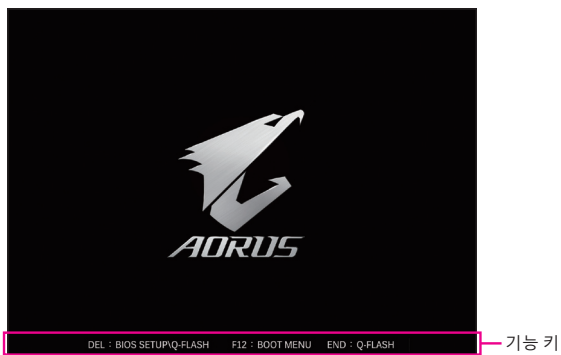 AORUS
DEL : BIOS SETUP\Q-FLASH F12 : BOOT MENU END : Q-FLASH
기능 키